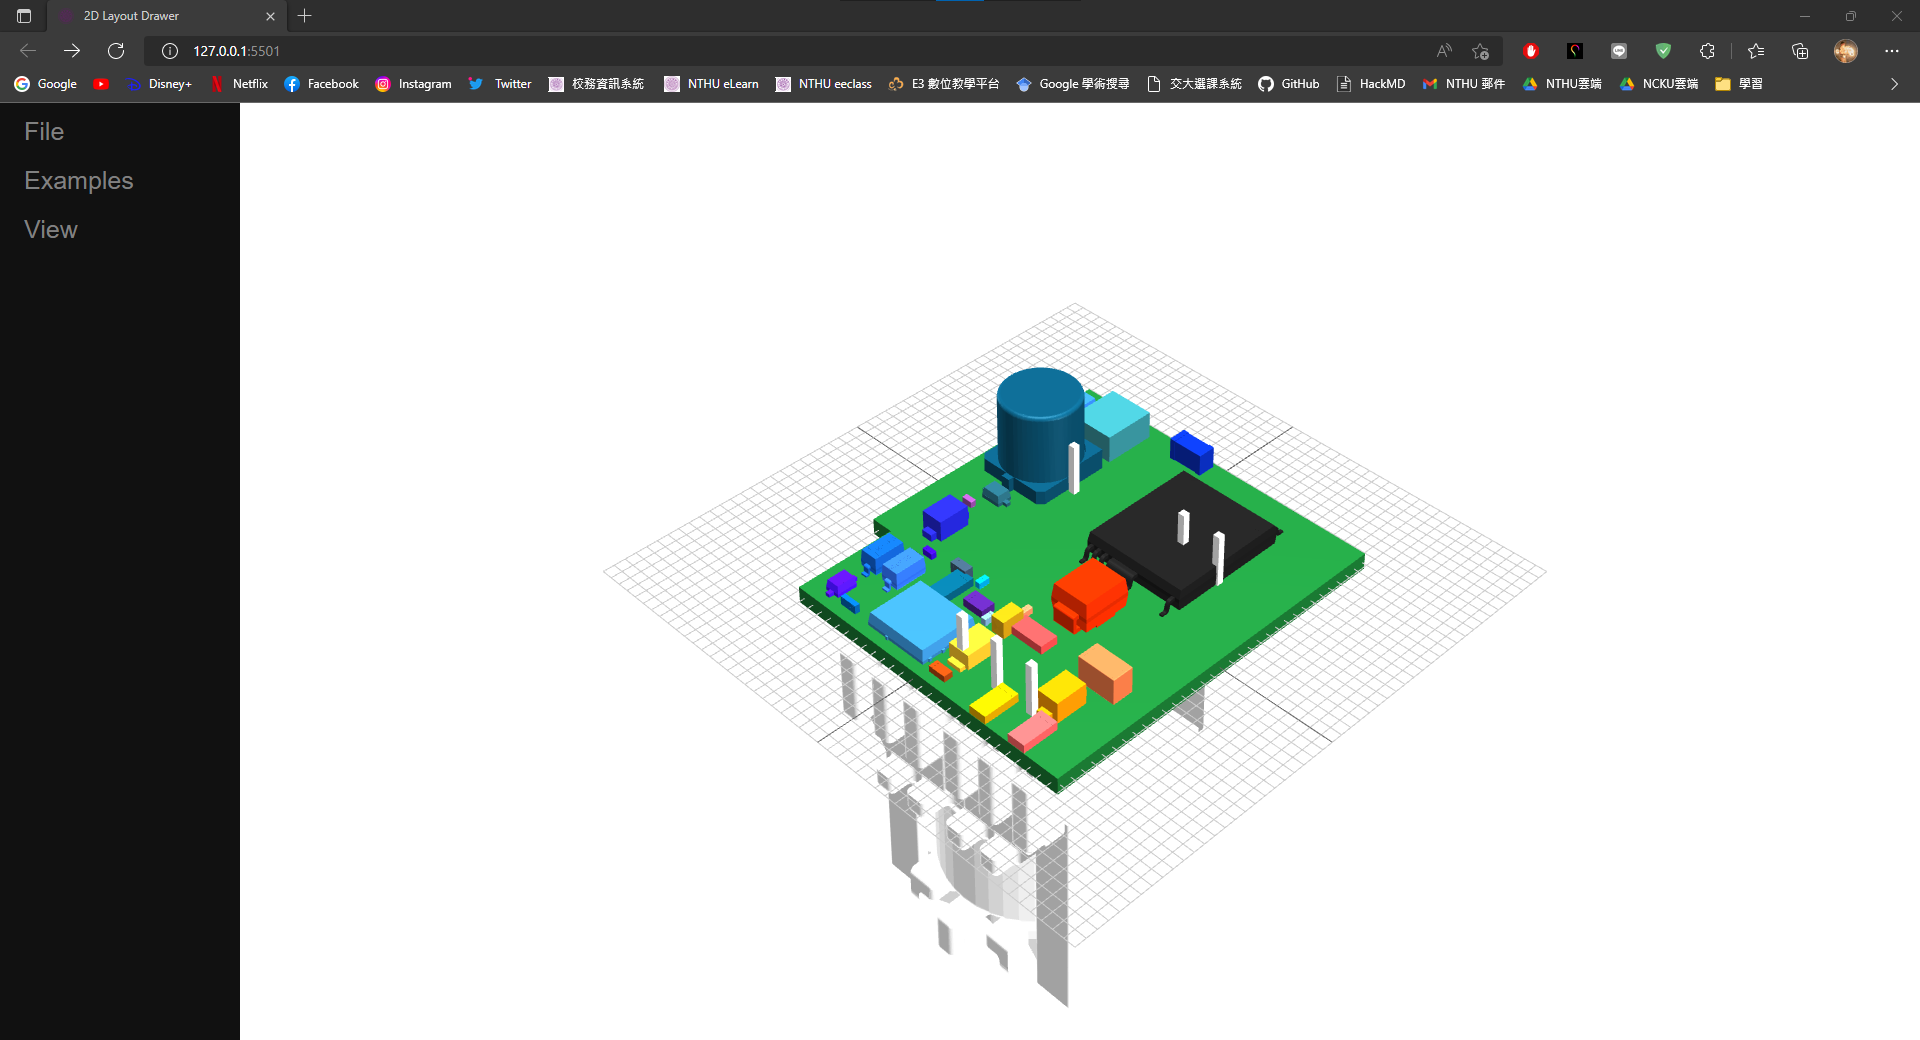 2D Layout Drawer
127.0.0.1:5501
Google Disney+ Netflix Facebook Instagram Twitter 校務資訊系統 NTHU eLearn NTHU eeclass E3 數位教學平台 Google 學術搜尋 交大選課系統 GitHub HackMD NTHU 郵件 NTHU雲端 NCKU雲端 學習
File
Examples
View